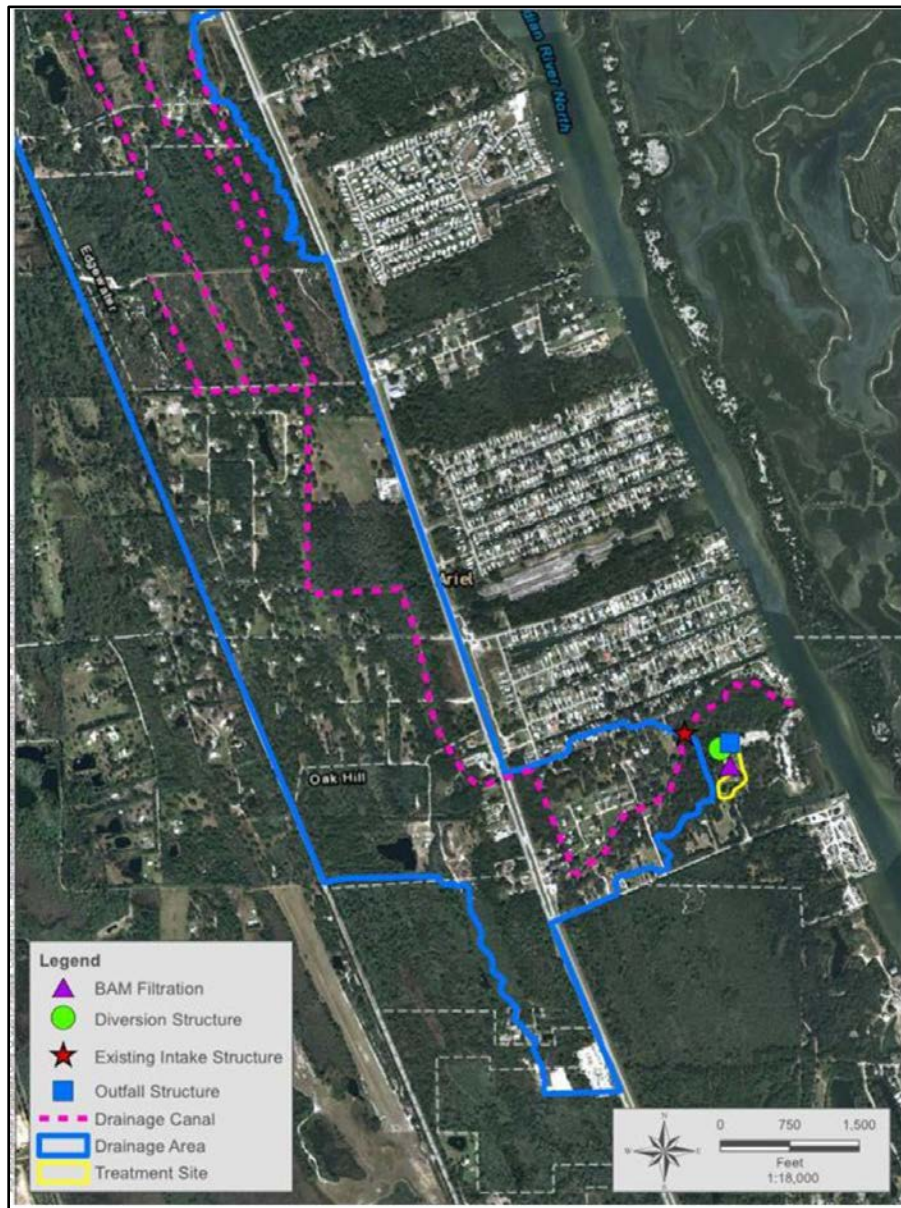 dian River North
Edgewater
Ariel
Oak Hill
Legend
BAM Filtration
Diversion Structure
Existing Intake Structure
Outfall Structure
Drainage Canal
Drainage Area
Treatment Site
N
W
E
S
0 750 1,500
Feet
1:18,000